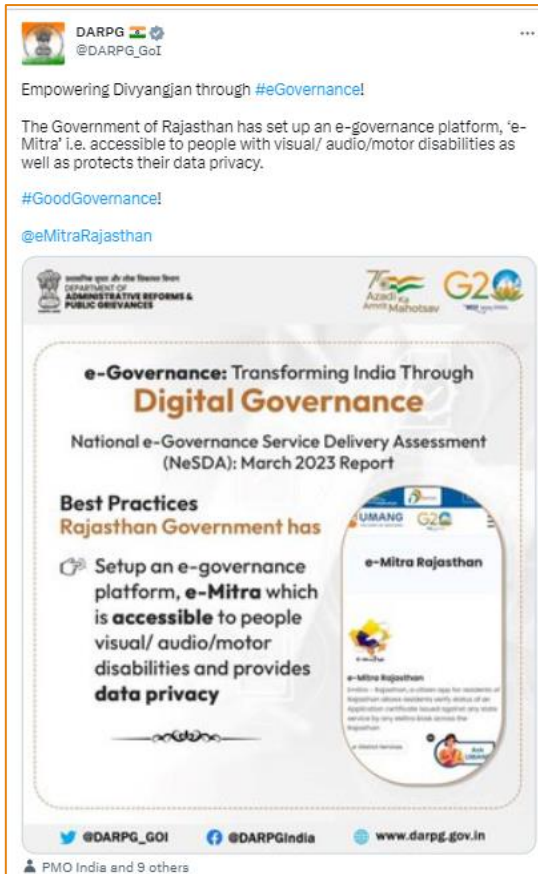 DARPG
@DARPG_GoI
Empowering Divyangjan through #eGovernance!
The Government of Rajasthan has set up an e-governance platform, ‘e-
Mitra’ i.e. accessible to people with visual/ audio/motor disabilities as
well as protects their data privacy.
#GoodGovernance!
@eMitraRajasthan
प्रशासनिक सुधार और लोक शिकायत विभाग
DEPARTMENT OF
ADMINISTRATIVE REFORMS &
PUBLIC GRIEVANCES
75
Azadi Ka
Amrit Mahotsav
G20
e-Governance: Transforming India Through
Digital Governance
National e-Governance Service Delivery Assessment
(NeSDA): March 2023 Report
Best Practices
Rajasthan Government has
Setup an e-governance
platform, e-Mitra which
is accessible to people
visual/ audio/motor
disabilities and provides
data privacy
UMANG G20
e-Mitra Rajasthan
e-Mitra Rajasthan
@DARPG_GOI @DARPGIndia www.darpg.gov.in
PMO India and 9 others